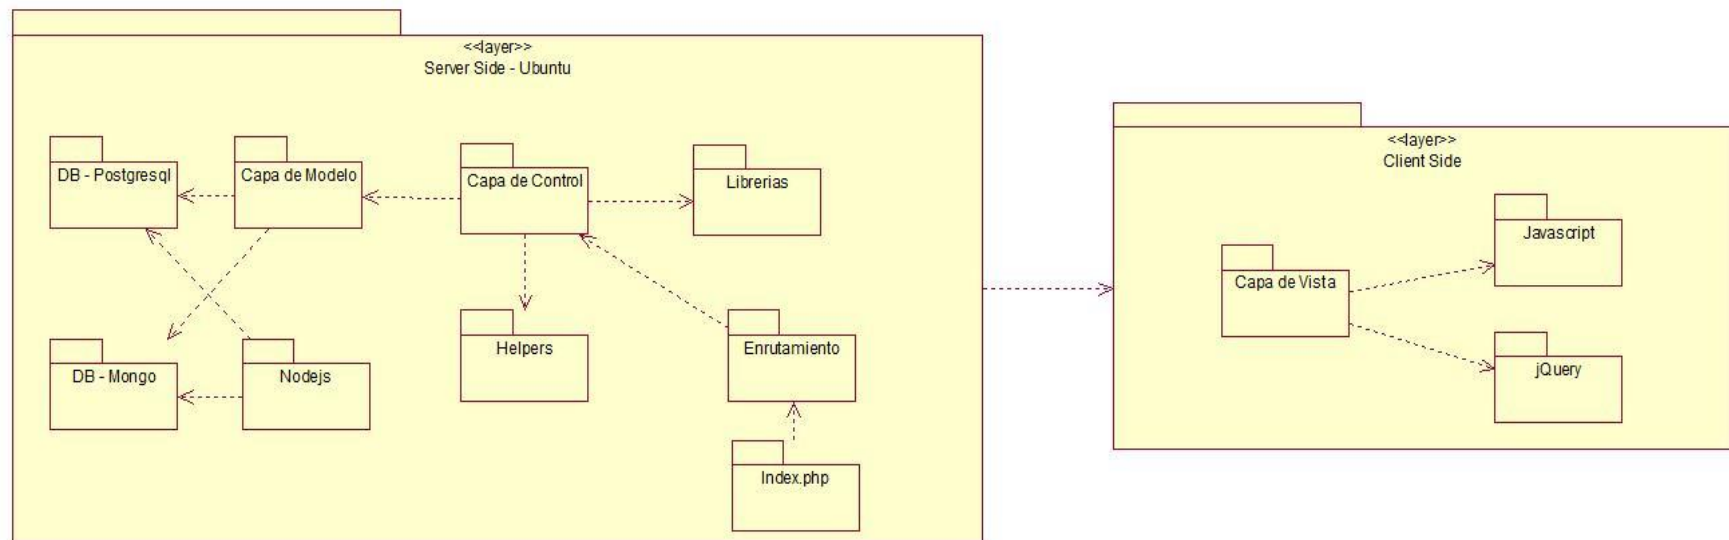 <<layer>>
Server Side - Ubuntu
DB - Postgresql
Capa de Modelo
Capa de Control
Librerias
DB - Mongo
Nodejs
Helpers
Enrutamiento
Index.php
<<layer>>
Client Side
Capa de Vista
Javascript
jQuery